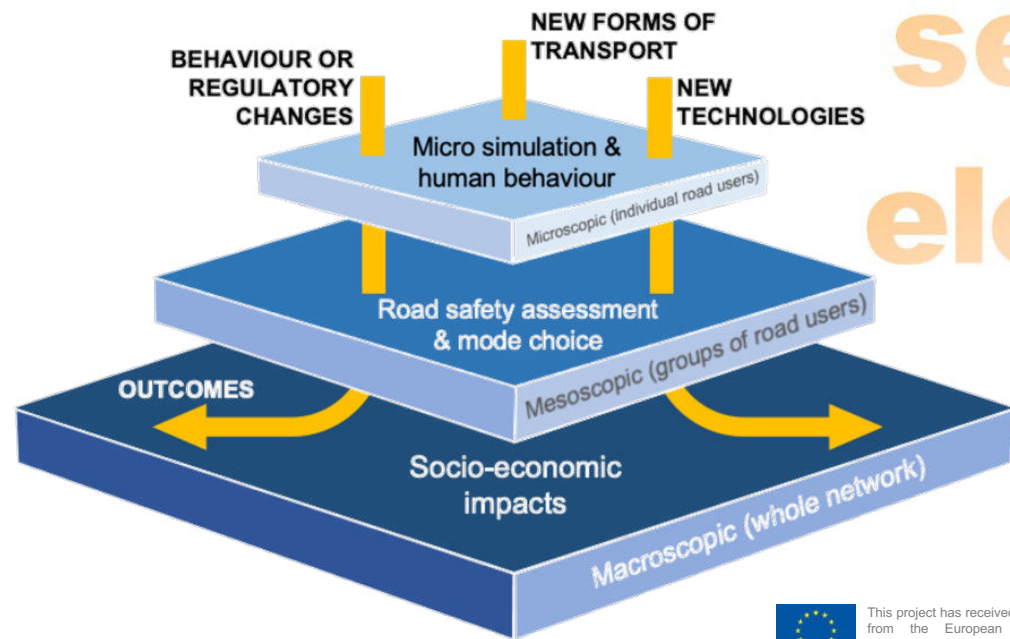 NEW FORMS OF
TRANSPORT
BEHAVIOUR OR
REGULATORY
CHANGES
NEW
TECHNOLOGIES
Micro simulation &
human behaviour
Microscopic (individual road users)
Road safety assessment
& mode choice
Mesoscopic (groups of road users)
OUTCOMES
Socio-economic
impacts
Macroscopic (whole network)
This project has received
from the European